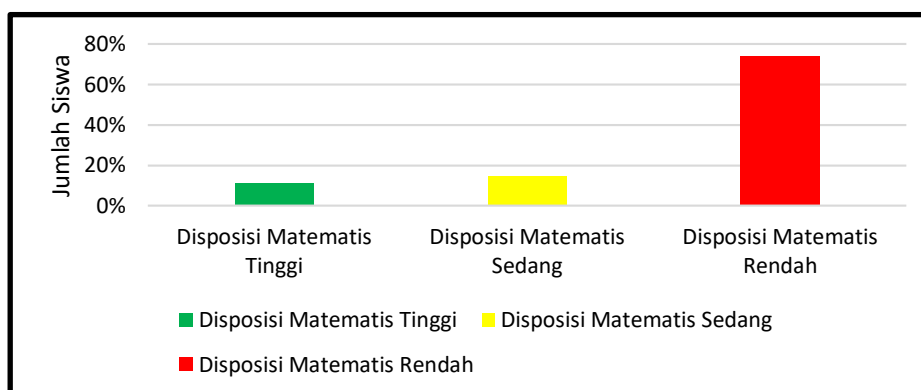 80%
60%
40%
20%
0%
Jumlah Siswa
Disposisi Matematis
Tinggi
Disposisi Matematis
Sedang
Disposisi Matematis
Rendah
Disposisi Matematis Tinggi
Disposisi Matematis Sedang
Disposisi Matematis Rendah